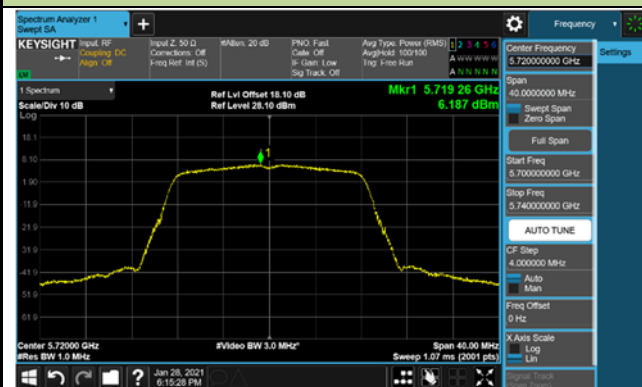 Spectrum Analyzer 1
Swept SA
+
Frequency
KEYSIGHT
Input: RF
Coupling: DC
Align: Off
Input Z: 50 Ω
Corrections: Off
Freq Ref: Int (S)
#Atten: 20 dB
PNO: Fast
Gate: Off
IF Gain: Low
Sig Track: Off
Avg Type: Power (RMS)
Avg|Hold: 100/100
Trig: Free Run
1 2 3 4 5 6
A W W W W W
A N N N N N
LXI
1 Spectrum
Scale/Div 10 dB
Log
Ref Lvl Offset 18.10 dB
Ref Level 28.10 dBm
Mkr1 5.719 26 GHz
6.187 dBm
18.1
8.10
-1.90
-11.9
-21.9
-31.9
-41.9
-51.9
-61.9
1
Center 5.72000 GHz
#Res BW 1.0 MHz
#Video BW 3.0 MHz*
Span 40.00 MHz
Sweep 1.07 ms (2001 pts)
Center Frequency
5.720000000 GHz
Settings
Span
40.0000000 MHz
Swept Span
Zero Span
Full Span
Start Freq
5.700000000 GHz
Stop Freq
5.740000000 GHz
AUTO TUNE
CF Step
4.000000 MHz
Auto
Man
Freq Offset
0 Hz
X Axis Scale
Log
Lin
Signal Track
?
Jan 28, 2021
6:15:28 PM